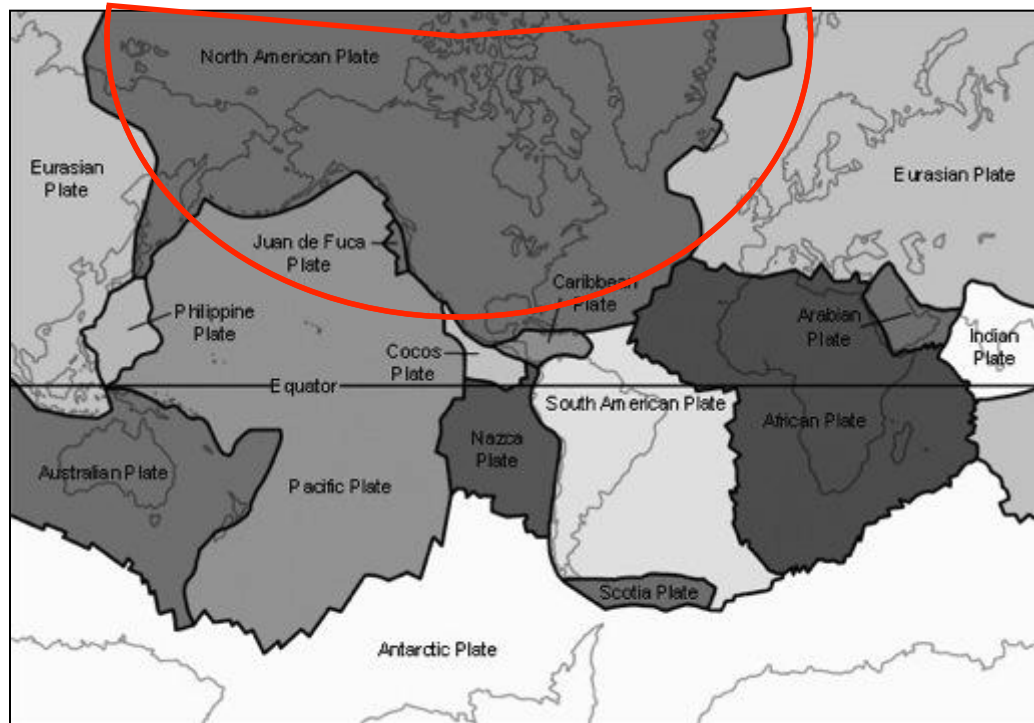 North American Plate
Eurasian
Plate
Eurasian Plate
Juan de Fuca
Plate
Caribbean
Plate
Philippine
Plate
Arabian
Plate
Indian
Plate
Cocos
Plate
Equator
South American Plate
African Plate
Nazca
Plate
Australian Plate
Pacific Plate
Scotia Plate
Antarctic Plate